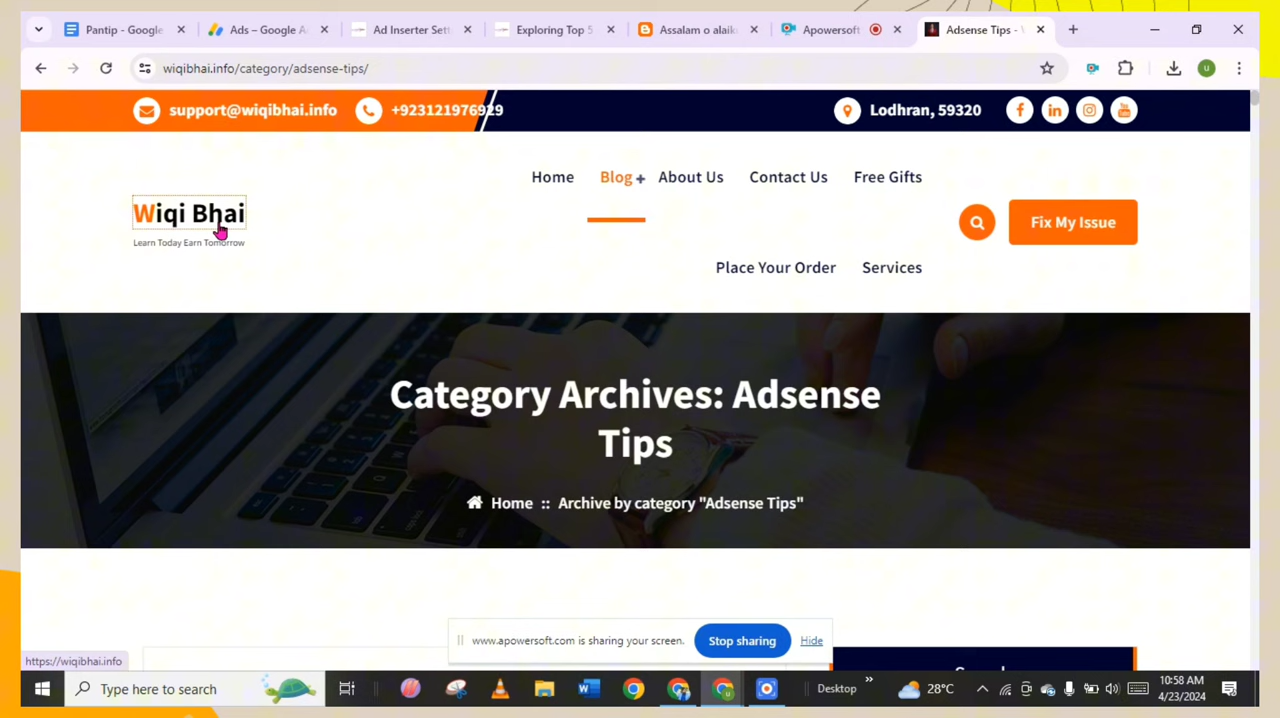 Pantip - Google
Ads – Google A
Ad Inserter Sett
Exploring Top 5
Assalam o alaik
Apowersoft
Adsense Tips -
wiqibhai.info/category/adsense-tips/
U
support@wiqibhai.info
+923121976929
Lodhran, 59320
Home
Blog
About Us
Contact Us
Free Gifts
Wiqi Bhai
Learn Today Earn Tomorrow
Fix My Issue
Place Your Order
Services
Category Archives: Adsense
Tips
Home :: Archive by category "Adsense Tips"
www.apowersoft.com is sharing your screen.
Stop sharing
Hide
https://wiqibhai.info
Type here to search
Desktop
28°C
10:58 AM
4/23/2024